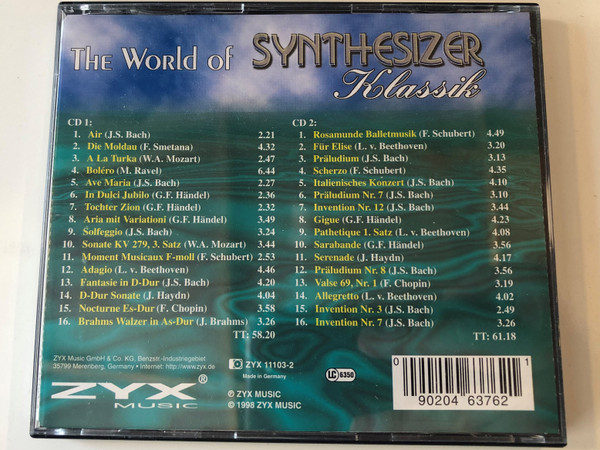 The World of SYNTHESIZER
Klassik
CD 1:
1. Air (J.S. Bach) 2.21
2. Die Moldau (F. Smetana) 4.32
3. A La Turka (W.A. Mozart) 2.47
4. Boléro (M. Ravel) 6.44
5. Ave Maria (J.S. Bach) 2.27
6. In Dulci Jubilo (G.F. Händel) 2.36
7. Tochter Zion (G.F. Händel) 2.32
8. Aria mit Variationi (G.F. Händel) 3.49
9. Solfeggio (J.S. Bach) 3.24
10. Sonate KV 279, 3. Satz (W.A. Mozart) 3.44
11. Moment Musicaux F-moll (F. Schubert) 2.53
12. Adagio (L. v. Beethoven) 4.46
13. Fantasie in D-Dur (J.S. Bach) 4.20
14. D-Dur Sonate (J. Haydn) 4.04
15. Nocturne Es-Dur (F. Chopin) 3.58
16. Brahms Walzer in As-Dur (J. Brahms) 3.26
TT: 58.20
CD 2:
1. Rosamunde Balletmusik (F. Schubert) 4.49
2. Für Elise (L. v. Beethoven) 3.20
3. Präludium (J.S. Bach) 3.13
4. Scherzo (F. Schubert) 4.35
5. Italienisches Konzert (J.S. Bach) 4.10
6. Präludium Nr. 7 (J.S. Bach) 3.10
7. Invention Nr. 12 (J.S. Bach) 3.44
8. Gigue (G.F. Händel) 4.23
9. Pathetique 1. Satz (L. v. Beethoven) 4.08
10. Sarabande (G.F. Händel) 3.56
11. Serenade (J. Haydn) 4.17
12. Präludium Nr. 8 (J.S. Bach) 3.56
13. Valse 69, Nr. 1 (F. Chopin) 3.19
14. Allegretto (L. v. Beethoven) 4.02
15. Invention Nr. 3 (J.S. Bach) 2.49
16. Invention Nr. 7 (J.S. Bach) 3.26
TT: 61.18
ZYX Music GmbH & Co. KG, Benzstr.-Industriegebiet
35799 Merenberg, Germany • Internet: http://www.zyx.de
ZYX®
MUSIC
ZYX 11103-2
Made in Germany
LC 6350
℗ ZYX MUSIC
© 1998 ZYX MUSIC
0 1
90204 63762